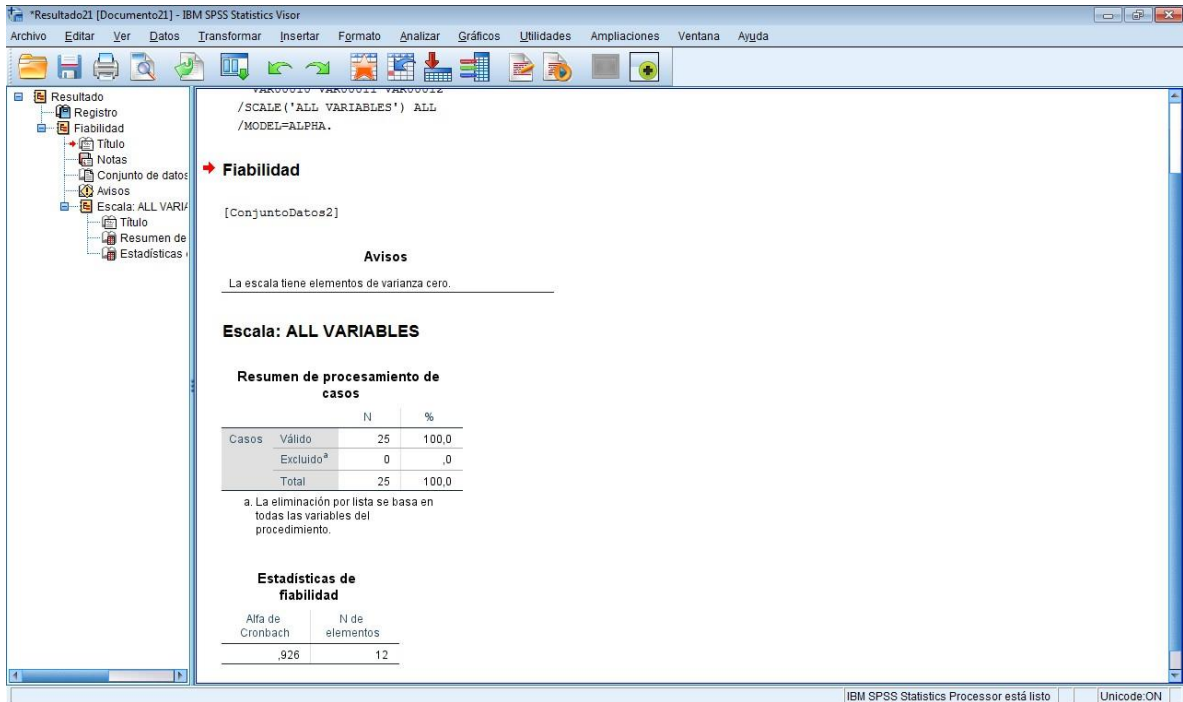 *Resultado21 [Documento21] - IBM SPSS Statistics Visor
Archivo Editar Ver Datos Transformar Insertar Formato Analizar Gráficos Utilidades Ampliaciones Ventana Ayuda
Resultado
Registro
Fiabilidad
Título
Notas
Conjunto de datos
Avisos
Escala: ALL VARIA
Título
Resumen de
Estadísticas
VAR00010 VAR00011 VAR00012
/SCALE('ALL VARIABLES') ALL
/MODEL=ALPHA.
Fiabilidad
[ConjuntoDatos2]
Avisos
La escala tiene elementos de varianza cero.
Escala: ALL VARIABLES
Resumen de procesamiento de
casos
N %
Casos Válido 25 100,0
Excluido^a 0 ,0
Total 25 100,0
a. La eliminación por lista se basa en
todas las variables del
procedimiento.
Estadísticas de
fiabilidad
Alfa de N de
Cronbach elementos
,926 12
IBM SPSS Statistics Processor está listo Unicode:ON